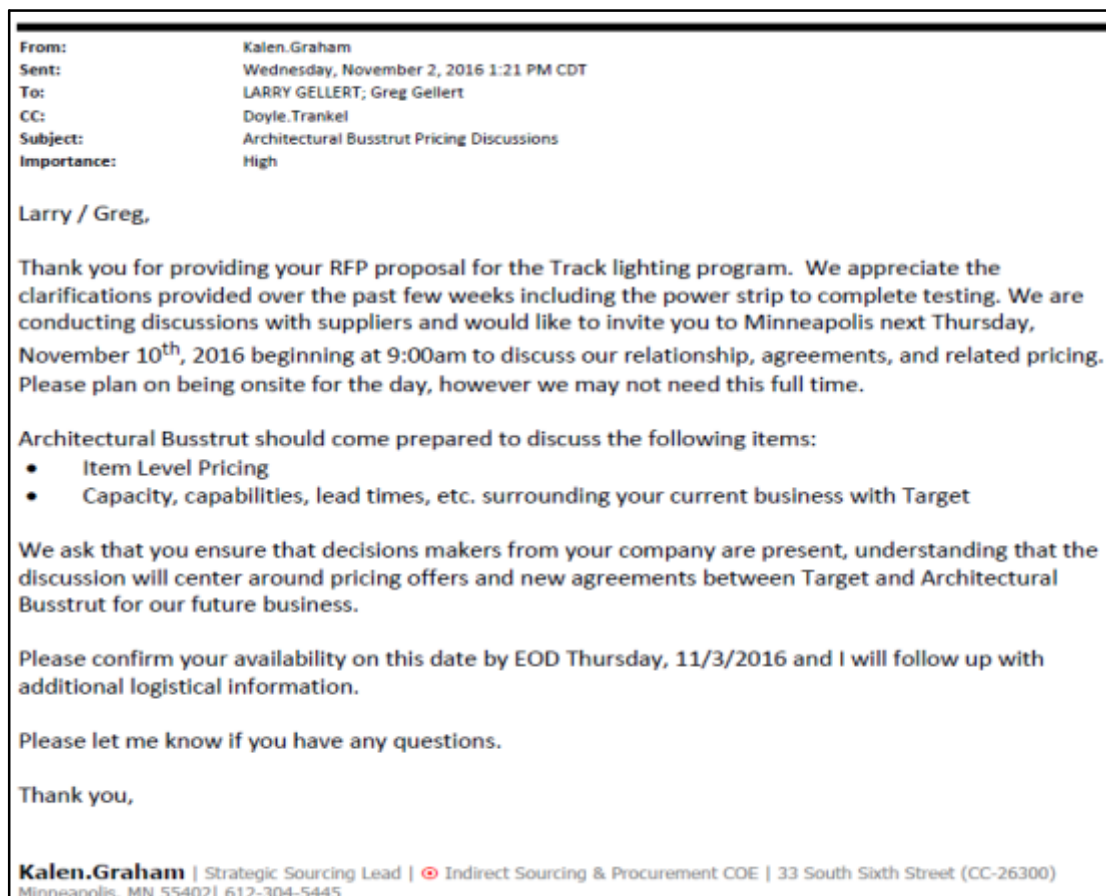 From: Kalen.Graham
Sent: Wednesday, November 2, 2016 1:21 PM CDT
To: LARRY GELLERT; Greg Gellert
CC: Doyle.Trankel
Subject: Architectural Busstrut Pricing Discussions
Importance: High
Larry / Greg,
Thank you for providing your RFP proposal for the Track lighting program. We appreciate the
clarifications provided over the past few weeks including the power strip to complete testing. We are
conducting discussions with suppliers and would like to invite you to Minneapolis next Thursday,
November 10th, 2016 beginning at 9:00am to discuss our relationship, agreements, and related pricing.
Please plan on being onsite for the day, however we may not need this full time.
Architectural Busstrut should come prepared to discuss the following items:
• Item Level Pricing
• Capacity, capabilities, lead times, etc. surrounding your current business with Target
We ask that you ensure that decisions makers from your company are present, understanding that the
discussion will center around pricing offers and new agreements between Target and Architectural
Busstrut for our future business.
Please confirm your availability on this date by EOD Thursday, 11/3/2016 and I will follow up with
additional logistical information.
Please let me know if you have any questions.
Thank you,
Kalen.Graham | Strategic Sourcing Lead | Indirect Sourcing & Procurement COE | 33 South Sixth Street (CC-26300)
Minneapolis, MN 55402| 612-304-5445